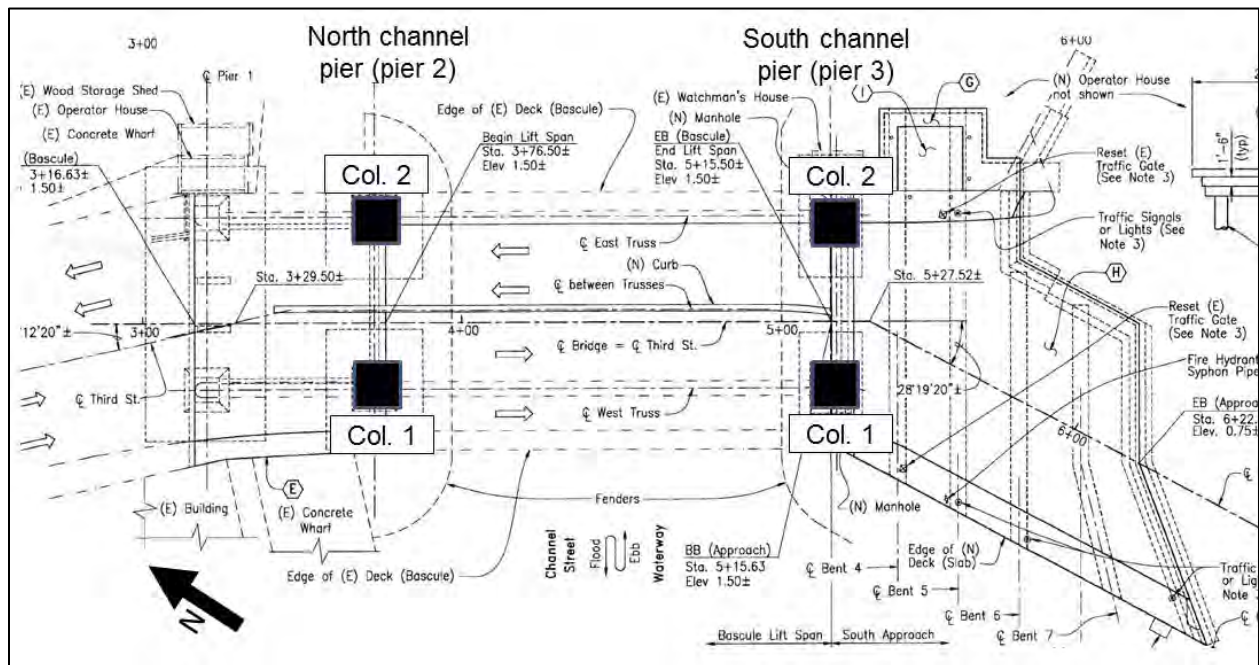 North channel
pier (pier 2)
South channel
pier (pier 3)
3+00
6+00
℄ Pier 1
(E) Wood Storage Shed
(E) Operator House
(E) Concrete Wharf
(Bascule)
3+16.63±
1.50±
Edge of (E) Deck (Bascule)
Begin Lift Span
Sta. 3+76.50±
Elev 1.50±
(E) Watchman's House
(N) Manhole
EB (Bascule)
End Lift Span
Sta. 5+15.50±
Elev 1.50±
G
I
(N) Operator House
not shown
1'-6"
(typ)
Reset (E)
Traffic Gate
(See Note 3)
Col. 2
Col. 2
Traffic Signals
or Lights (See
Note 3)
℄ East Truss
(N) Curb
℄ between Trusses
Sta. 3+29.50±
Sta. 5+27.52±
H
Reset (E)
Traffic Gate
(See Note 3)
12'20"±
3+00
4+00
5+00
℄ Bridge = ℄ Third St.
℄ Third St.
℄ West Truss
28°19'20"±
Fire Hydrant
Syphon Pipe
EB (Approa
Sta. 6+22.
Elev. 0.75±
6+00
℄
Col. 1
Col. 1
E
(E) Building
(E) Concrete
Wharf
Fenders
(N) Manhole
Edge of (E) Deck (Bascule)
Channel
Street
Flood
Ebb
Waterway
BB (Approach)
Sta. 5+15.63
Elev 1.50±
Edge of (N)
Deck (Slab)
℄ Bent 4
℄ Bent 5
℄ Bent 6
℄ Bent 7
Traffic
or Lig
Note
℄
N
Bascule Lift Span
South Approach